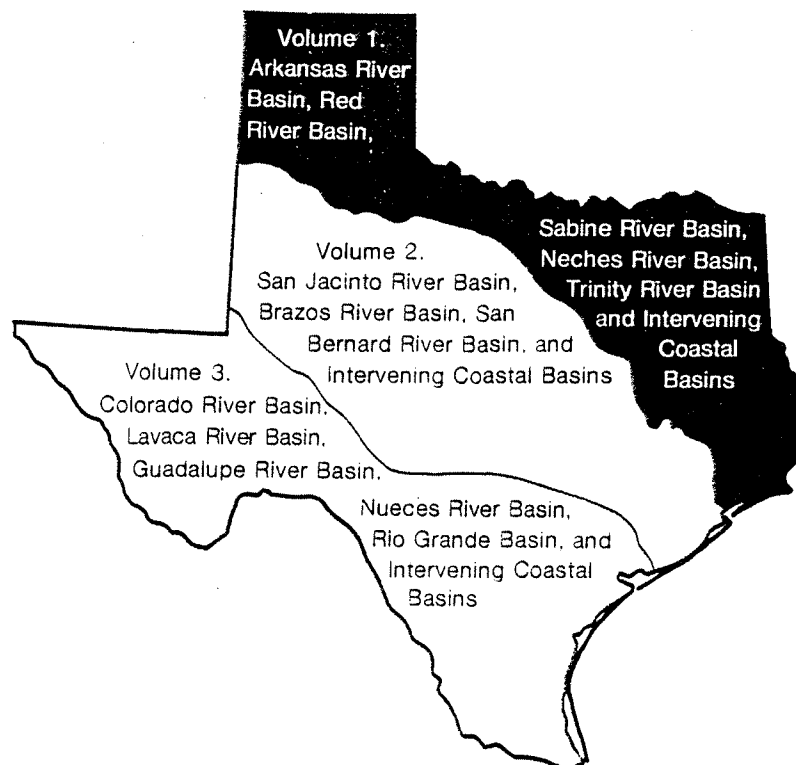 Volume 1.
Arkansas River
Basin, Red
River Basin,
Sabine River Basin,
Neches River Basin,
Trinity River Basin
and Intervening
Coastal
Basins
Volume 2.
San Jacinto River Basin,
Brazos River Basin, San
Bernard River Basin, and
Intervening Coastal Basins
Volume 3.
Colorado River Basin,
Lavaca River Basin,
Guadalupe River Basin,
Nueces River Basin,
Rio Grande Basin, and
Intervening Coastal
Basins